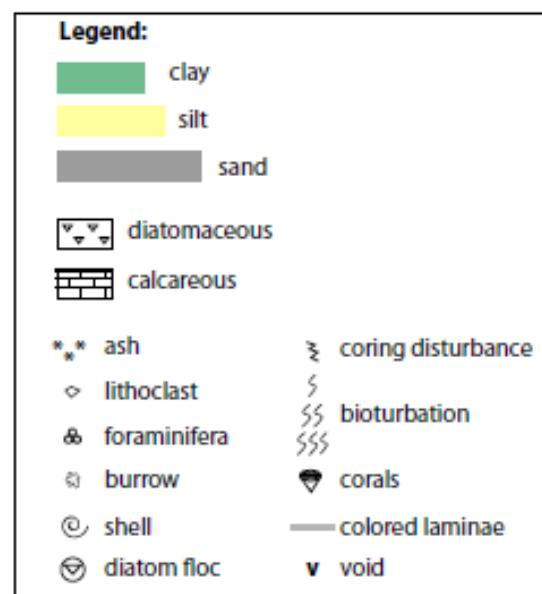 Legend:
clay
silt
sand
diatomaceous
calcareous
ash
coring disturbance
lithoclast
bioturbation
foraminifera
burrow
corals
shell
colored laminae
diatom floc
v void